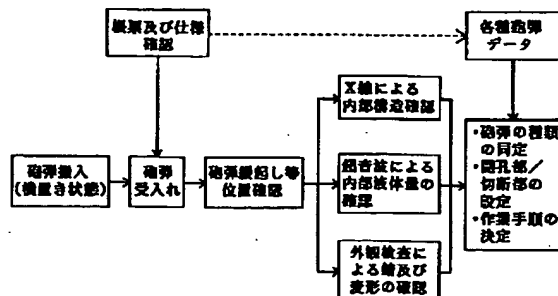 帳票及び仕様
確認
各種砲弾
データ
X線による
内部構造確認
砲弾搬入
(横置き状態)
砲弾
受入れ
砲弾縦起し等
位置確認
超音波による
内部液体量の
確認
外観検査に
よる錆及び
変形の確認
・砲弾の種類
の同定
・開孔部/
切断部の
設定
・作業手順の
決定